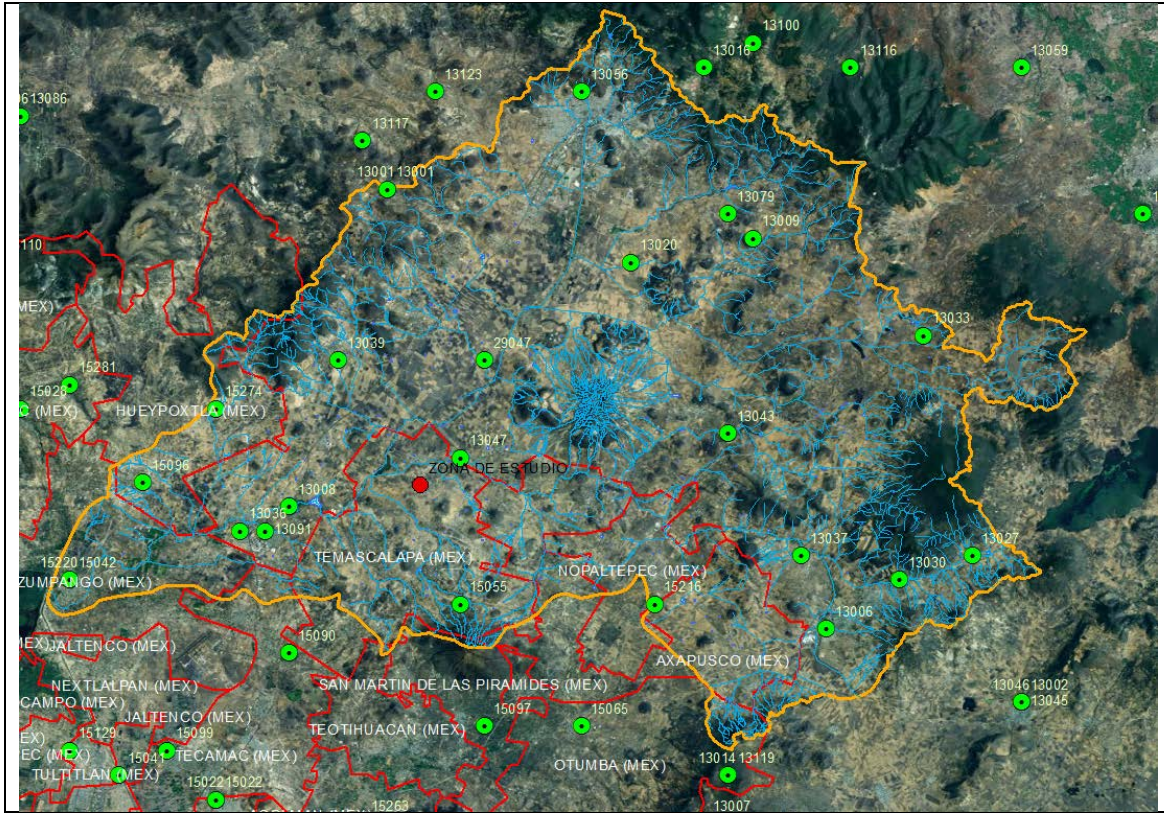 13100
13016
13116
13059
13123
13056
13086
13117
13001 13001
13079
13009
13020
110
MEX)
13033
13039
29047
15281
15274
HUEYPOXTLA (MEX)
C (MEX)
13043
13047
ZONA DE ESTUDIO
15096
13008
13036
13091
TEMASCALAPA (MEX)
NOPALTEPEC (MEX)
13037
13027
13030
15220 15042
ZUMPANGO (MEX)
15055
15216
13006
JALTENCO (MEX)
15090
AXAPUSCO (MEX)
NEXTLALPAN (MEX)
SAN MARTIN DE LAS PIRAMIDES (MEX)
13046 13002
13045
CAMPO (MEX)
JALTENCO (MEX)
TEOTIHUACAN (MEX)
15097
15065
15129
15099
EC (MEX)
TECAMAC (MEX)
15041
TULTITLAN (MEX)
OTUMBA (MEX)
13014 13119
15022 15022
15263
13007